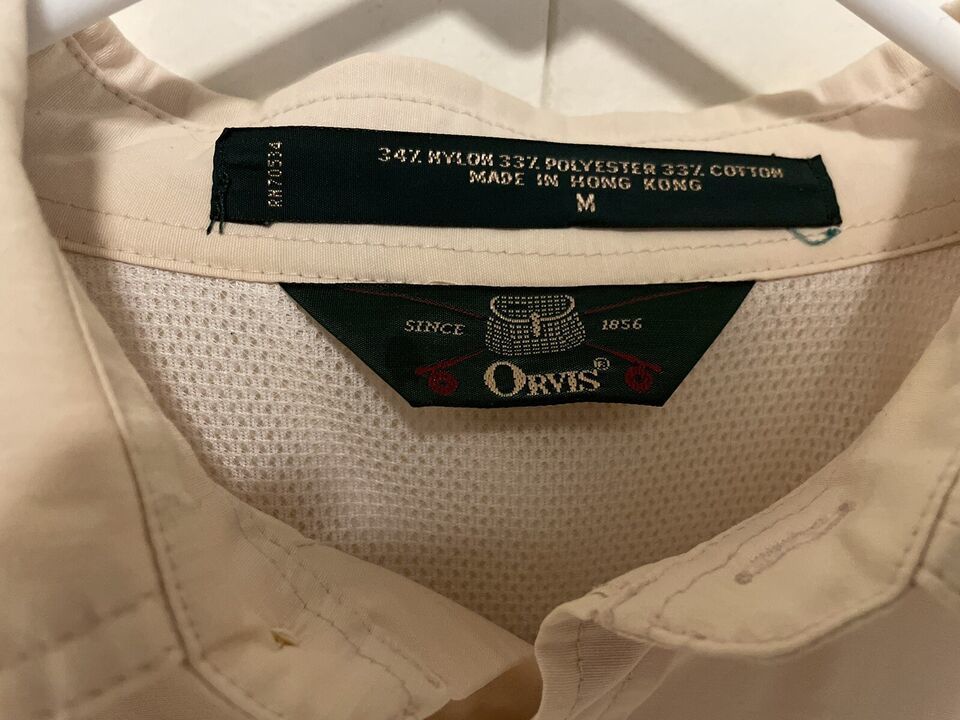 RN70534
34% NYLON 33% POLYESTER 33% COTTON
MADE IN HONG KONG
M
SINCE 1856
ORVIS®